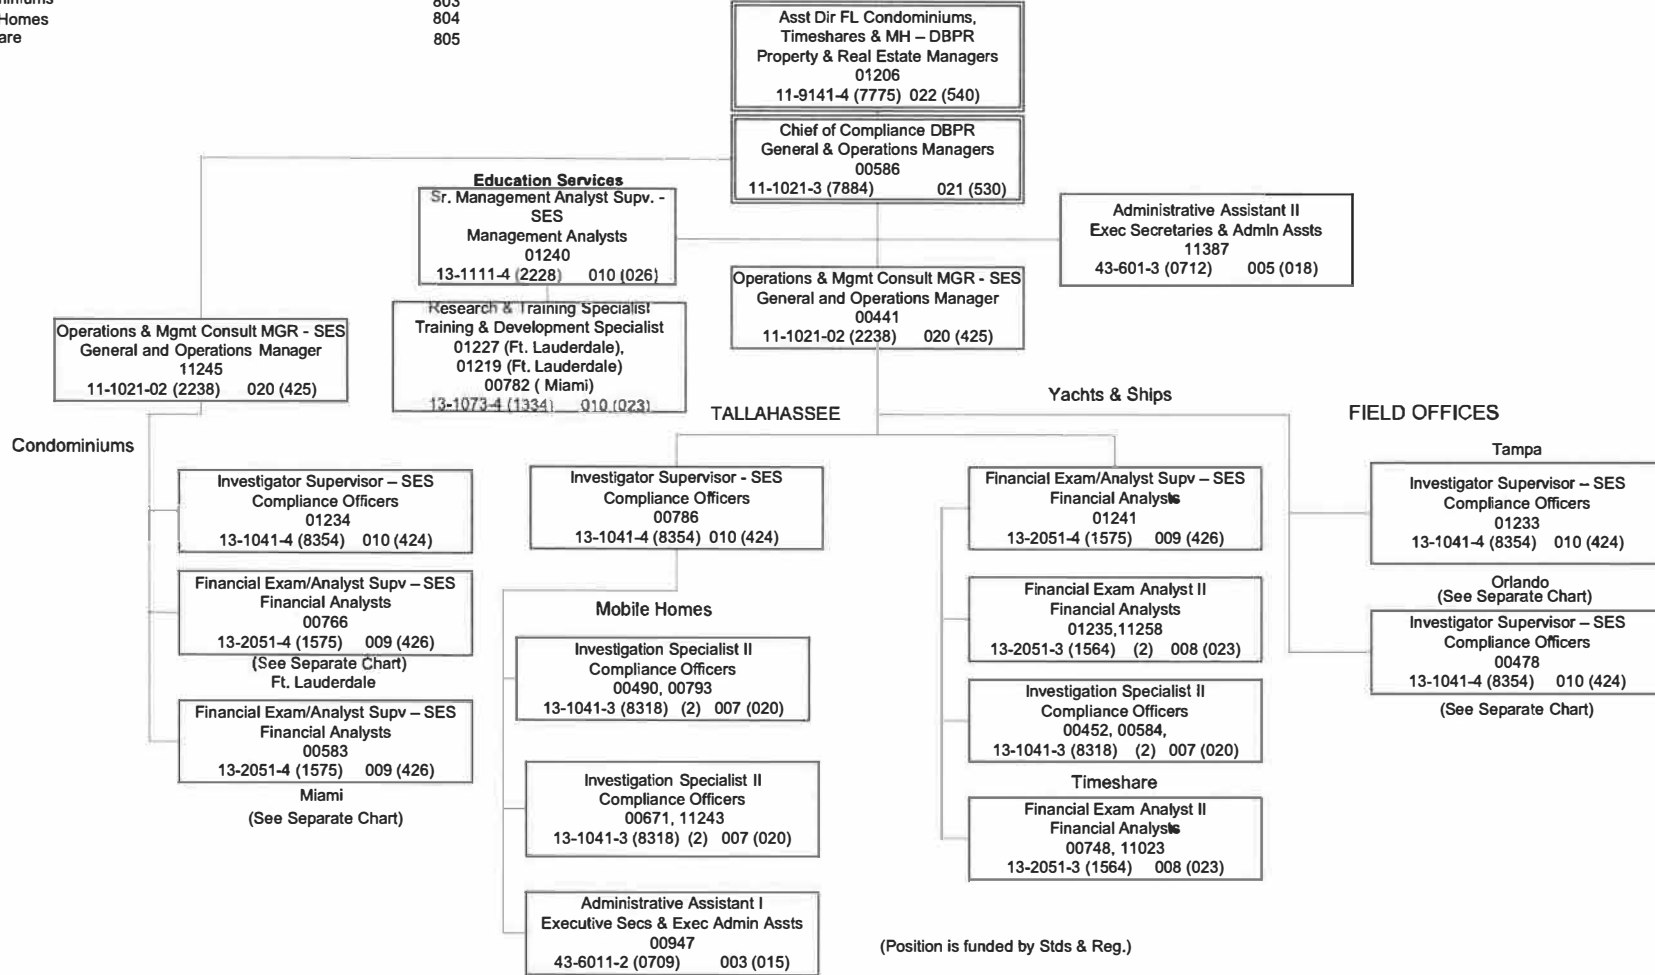 803
Homes 804
805
Asst Dir FL Condominiums,
Timeshares & MH – DBPR
Property & Real Estate Managers
01206
11-9141-4 (7775) 022 (540)
Chief of Compliance DBPR
General & Operations Managers
00586
11-1021-3 (7884) 021 (530)
Education Services
Sr. Management Analyst Supv. -
SES
Management Analysts
01240
13-1111-4 (2228) 010 (026)
Administrative Assistant II
Exec Secretaries & Admin Assts
11387
43-601-3 (0712) 005 (018)
Operations & Mgmt Consult MGR - SES
General and Operations Manager
00441
11-1021-02 (2238) 020 (425)
Research & Training Specialist
Training & Development Specialist
01227 (Ft. Lauderdale),
01219 (Ft. Lauderdale)
00782 ( Miami)
13-1073-4 (1334) 010 (023)
Operations & Mgmt Consult MGR - SES
General and Operations Manager
11245
11-1021-02 (2238) 020 (425)
Condominiums
Investigator Supervisor – SES
Compliance Officers
01234
13-1041-4 (8354) 010 (424)
Financial Exam/Analyst Supv – SES
Financial Analysts
00766
13-2051-4 (1575) 009 (426)
(See Separate Chart)
Ft. Lauderdale
Financial Exam/Analyst Supv – SES
Financial Analysts
00583
13-2051-4 (1575) 009 (426)
Miami
(See Separate Chart)
TALLAHASSEE
Investigator Supervisor - SES
Compliance Officers
00786
13-1041-4 (8354) 010 (424)
Mobile Homes
Investigation Specialist II
Compliance Officers
00490, 00793
13-1041-3 (8318) (2) 007 (020)
Investigation Specialist II
Compliance Officers
00671, 11243
13-1041-3 (8318) (2) 007 (020)
Administrative Assistant I
Executive Secs & Exec Admin Assts
00947
43-6011-2 (0709) 003 (015)
(Position is funded by Stds & Reg.)
Yachts & Ships
Financial Exam/Analyst Supv – SES
Financial Analysts
01241
13-2051-4 (1575) 009 (426)
Financial Exam Analyst II
Financial Analysts
01235,11258
13-2051-3 (1564) (2) 008 (023)
Investigation Specialist II
Compliance Officers
00452, 00584,
13-1041-3 (8318) (2) 007 (020)
Timeshare
Financial Exam Analyst II
Financial Analysts
00748, 11023
13-2051-3 (1564) 008 (023)
FIELD OFFICES
Tampa
Investigator Supervisor – SES
Compliance Officers
01233
13-1041-4 (8354) 010 (424)
Orlando
(See Separate Chart)
Investigator Supervisor – SES
Compliance Officers
00478
13-1041-4 (8354) 010 (424)
(See Separate Chart)